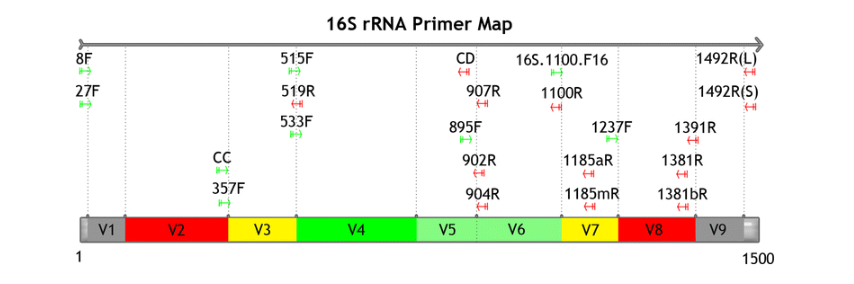 16S rRNA Primer Map
8F 515F CD 16S.1100.F16 1492R(L)
27F 519R 907R 1100R 1492R(S)
533F 895F 1237F 1391R
CC 902R 1185aR 1381R
357F 904R 1185mR 1381bR
V1 V2 V3 V4 V5 V6 V7 V8 V9
1 1500